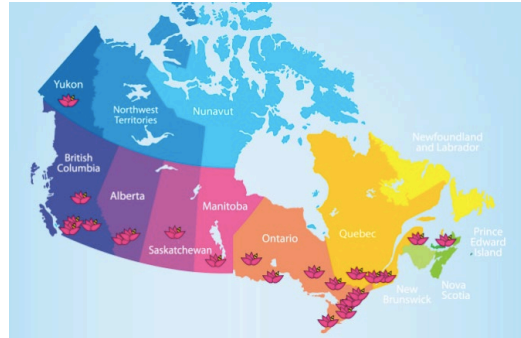 Yukon
Northwest
Territories
Nunavut
British
Columbia
Alberta
Saskatchewan
Manitoba
Ontario
Quebec
Newfoundland
and Labrador
Prince
Edward
Island
Nova
Scotia
New
Brunswick